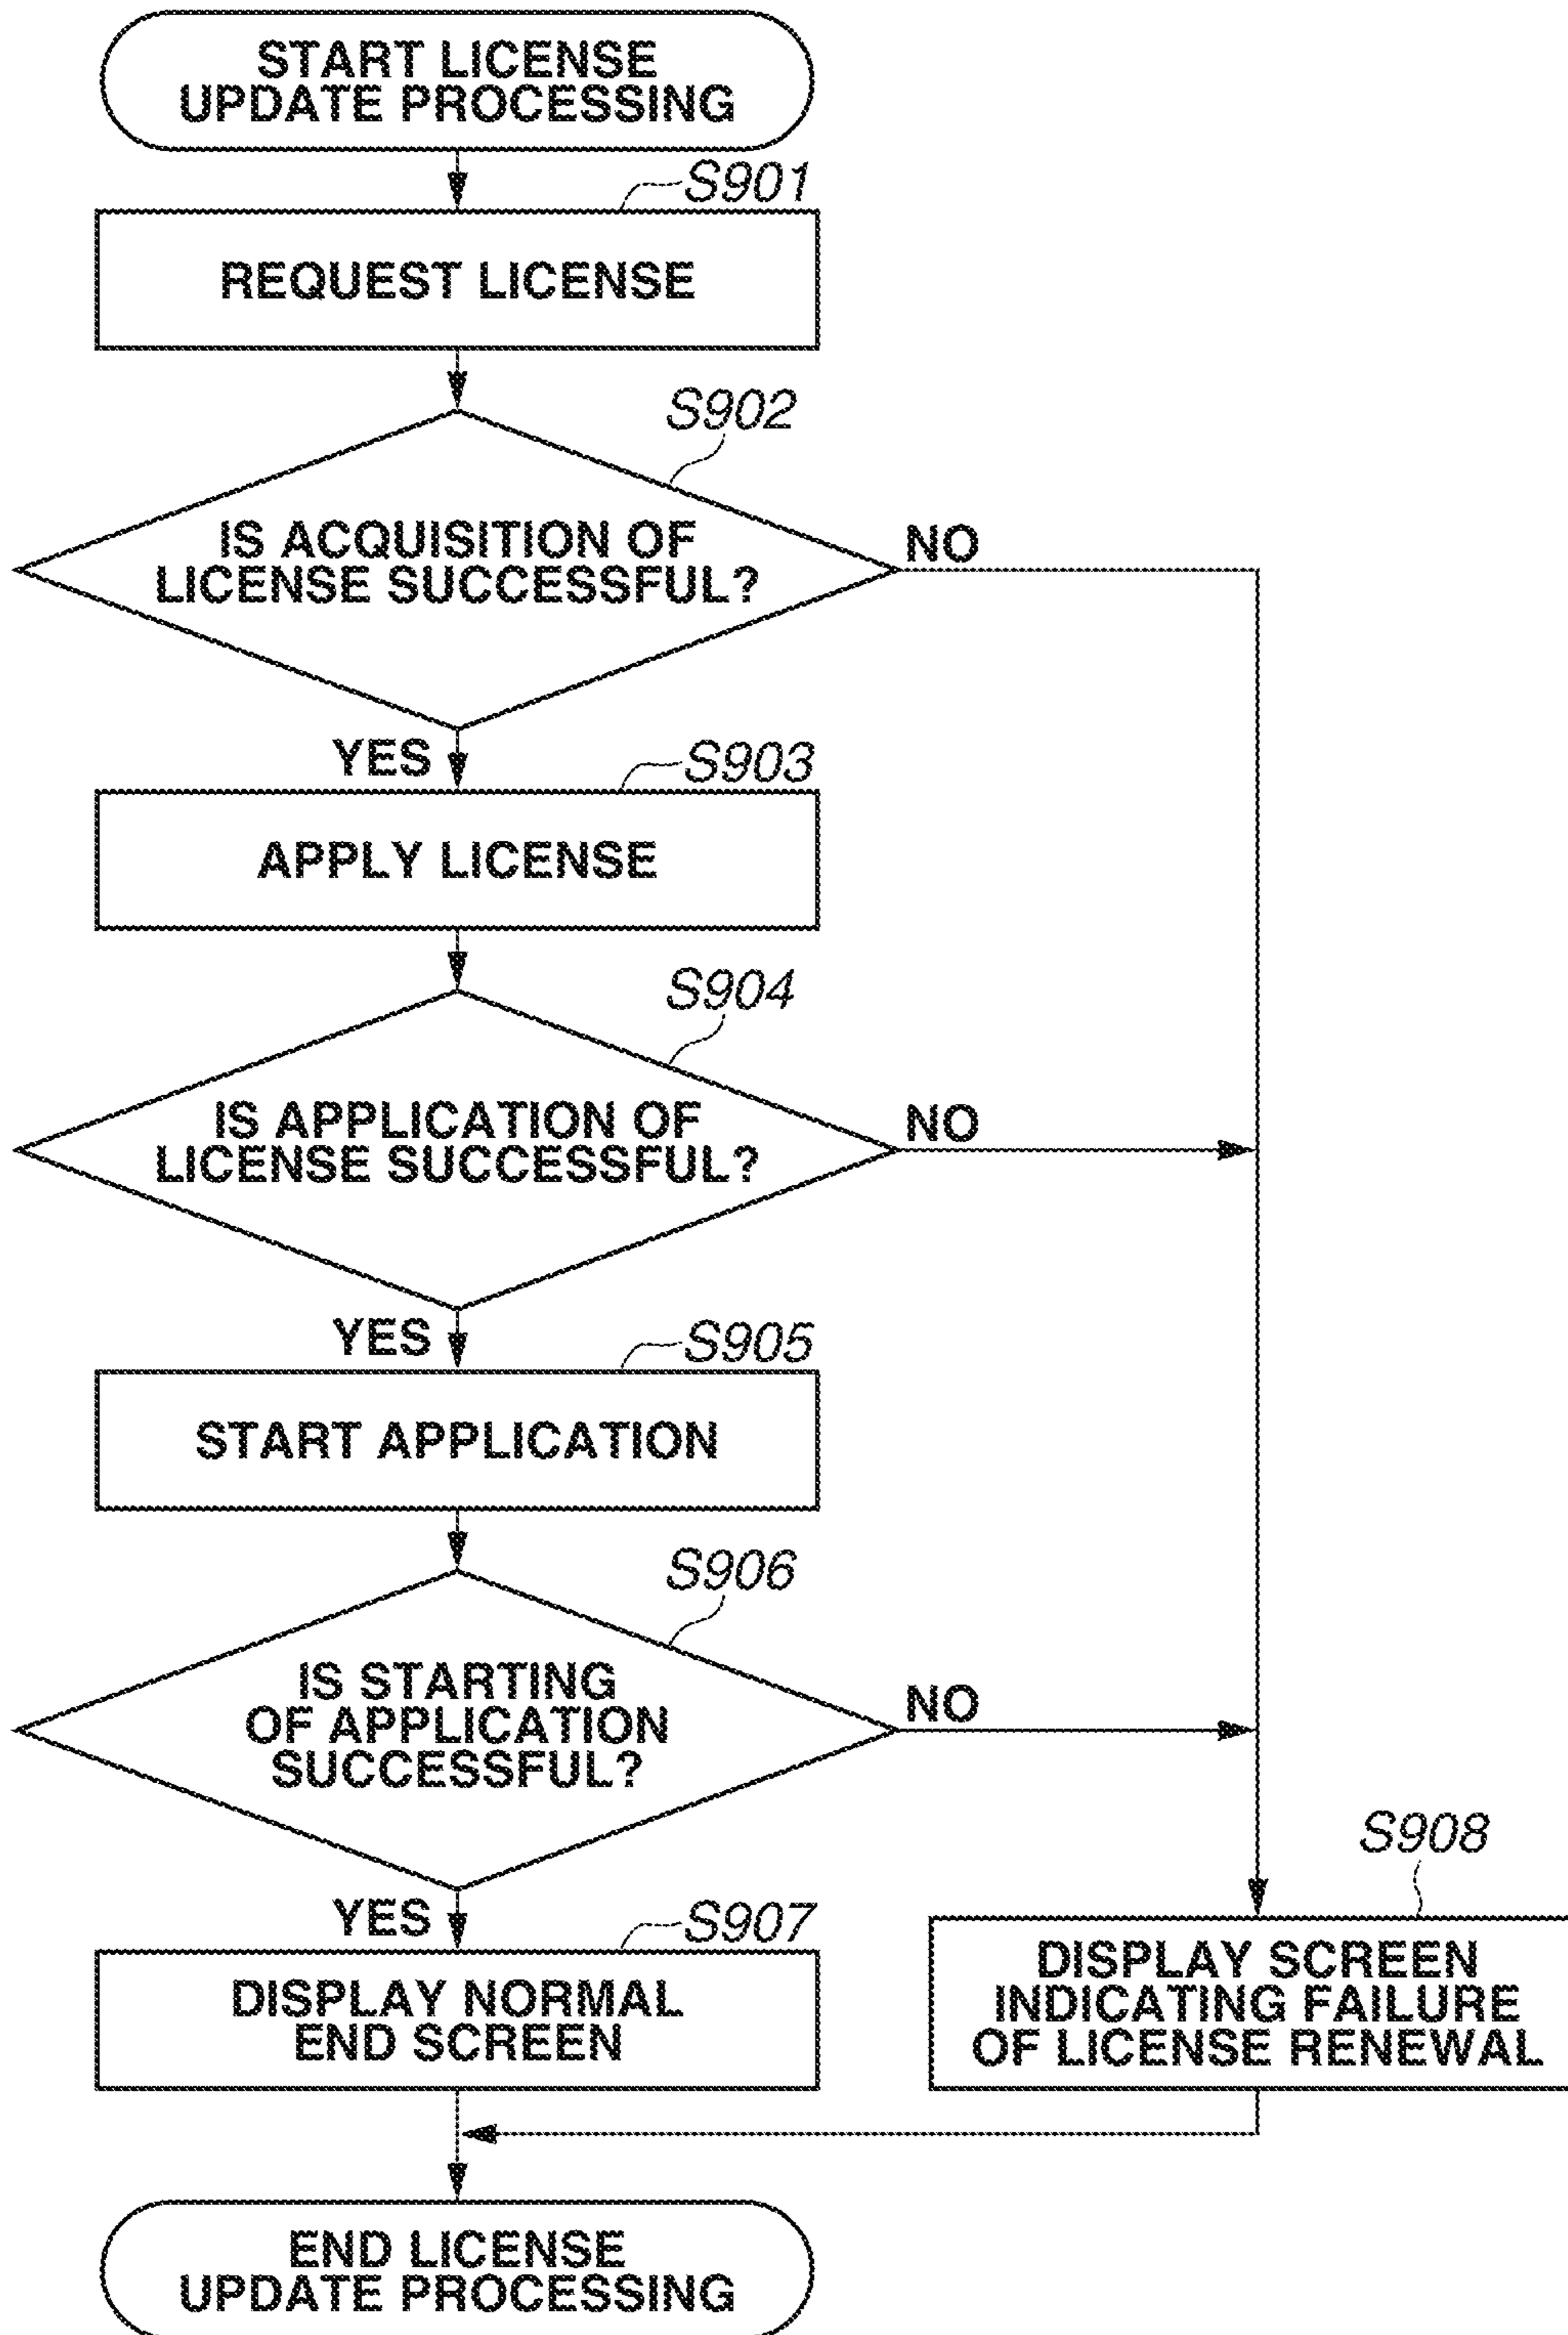 START LICENSE
UPDATE PROCESSING
S901
REQUEST LICENSE
S902
IS ACQUISITION OF
LICENSE SUCCESSFUL?
NO
YES
S903
APPLY LICENSE
S904
IS APPLICATION OF
LICENSE SUCCESSFUL?
NO
YES
S905
START APPLICATION
S906
IS STARTING
OF APPLICATION
SUCCESSFUL?
NO
YES
S907
DISPLAY NORMAL
END SCREEN
S908
DISPLAY SCREEN
INDICATING FAILURE
OF LICENSE RENEWAL
END LICENSE
UPDATE PROCESSING